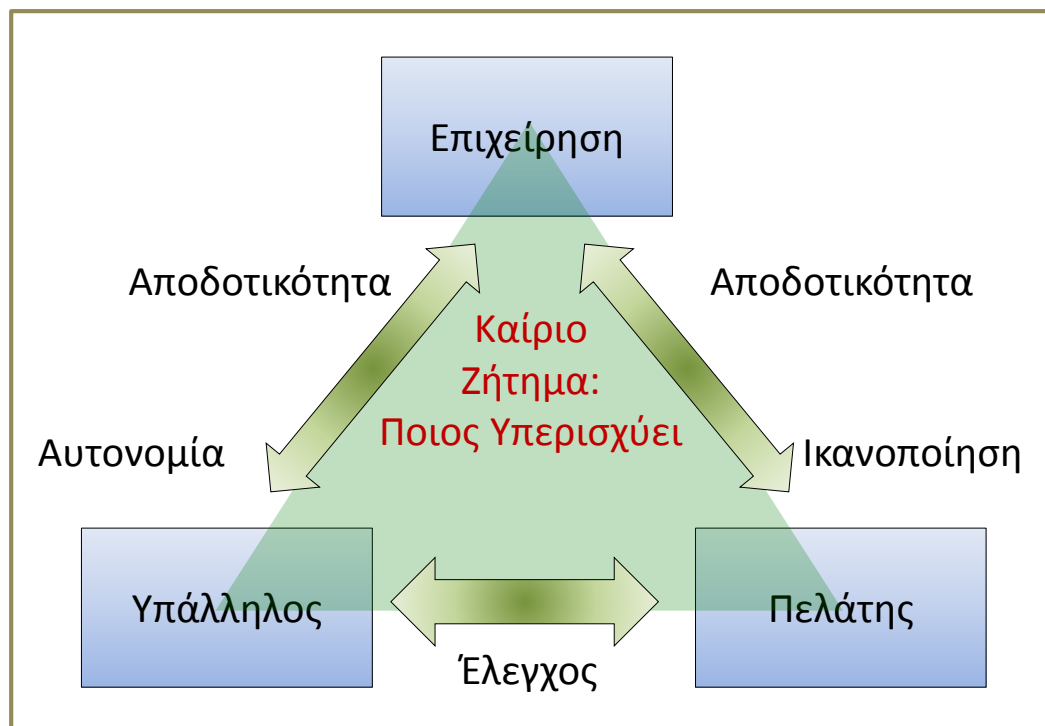 Επιχείρηση
Αποδοτικότητα
Αποδοτικότητα
Καίριο
Ζήτημα:
Ποιος Υπερισχύει
Αυτονομία
Ικανοποίηση
Υπάλληλος
Πελάτης
Έλεγχος